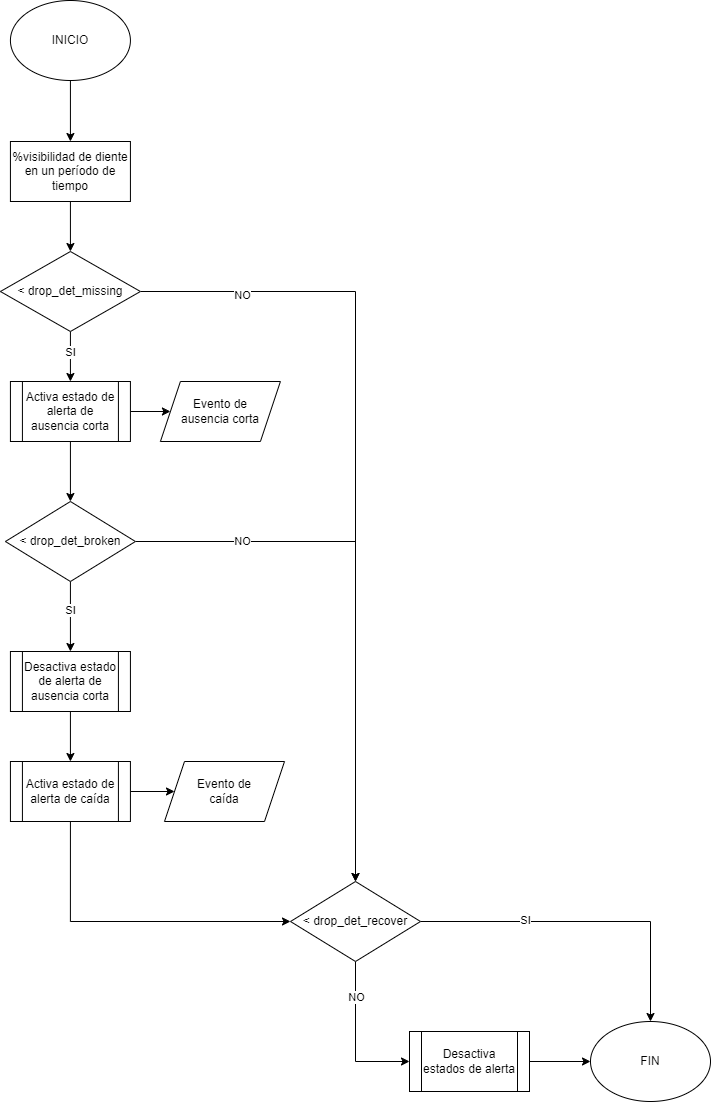 INICIO
%visibilidad de diente
en un período de
tiempo
< drop_det_missing
NO
SI
Activa estado de
alerta de
ausencia corta
Evento de
ausencia corta
< drop_det_broken
NO
SI
Desactiva estado
de alerta de
ausencia corta
Activa estado de
alerta de caída
Evento de
caída
< drop_det_recover
SI
NO
Desactiva
estados de alerta
FIN